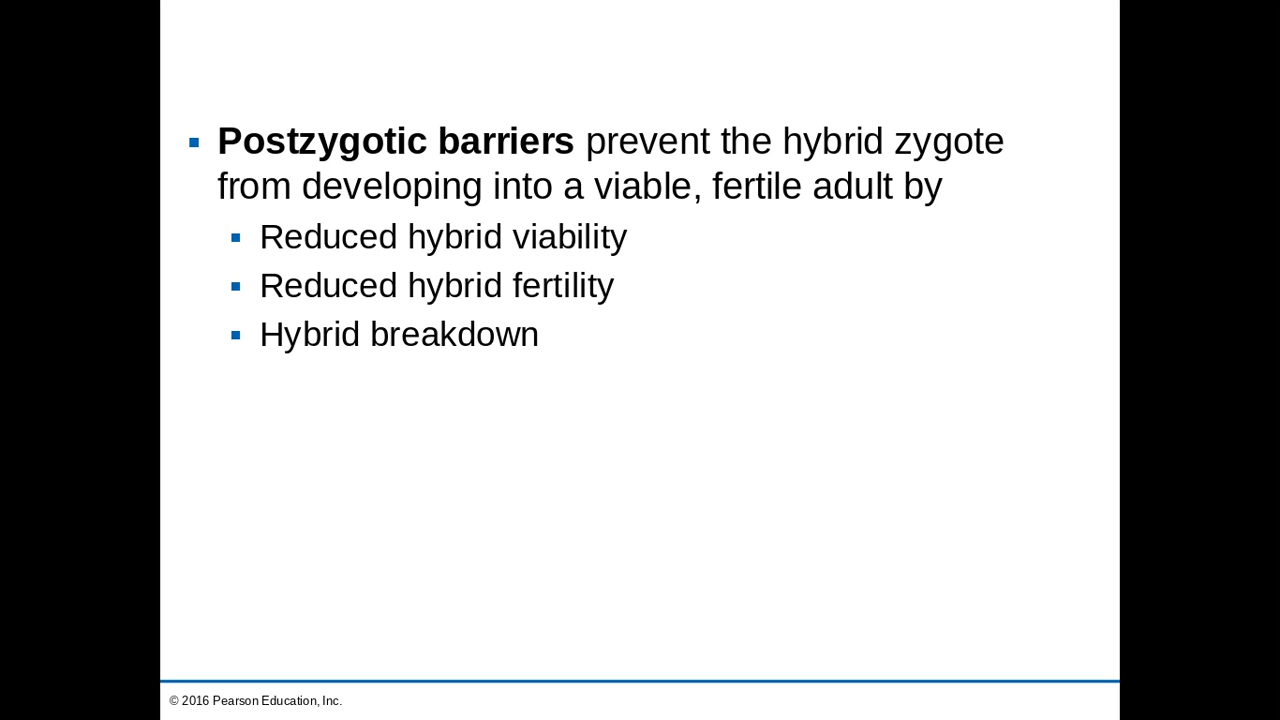 Postzygotic barriers prevent the hybrid zygote
from developing into a viable, fertile adult by
Reduced hybrid viability
Reduced hybrid fertility
Hybrid breakdown
© 2016 Pearson Education, Inc.